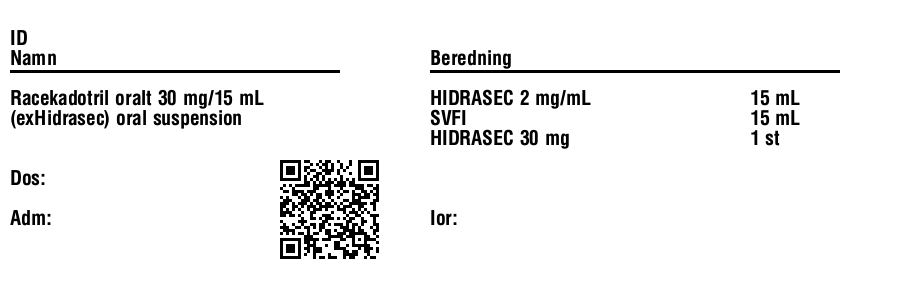 ID
Namn
Beredning
Racekadotril oralt 30 mg/15 mL
(exHidrasec) oral suspension
HIDRASEC 2 mg/mL 15 mL
SVFI 15 mL
HIDRASEC 30 mg 1 st
Dos:
Adm:
Ior: